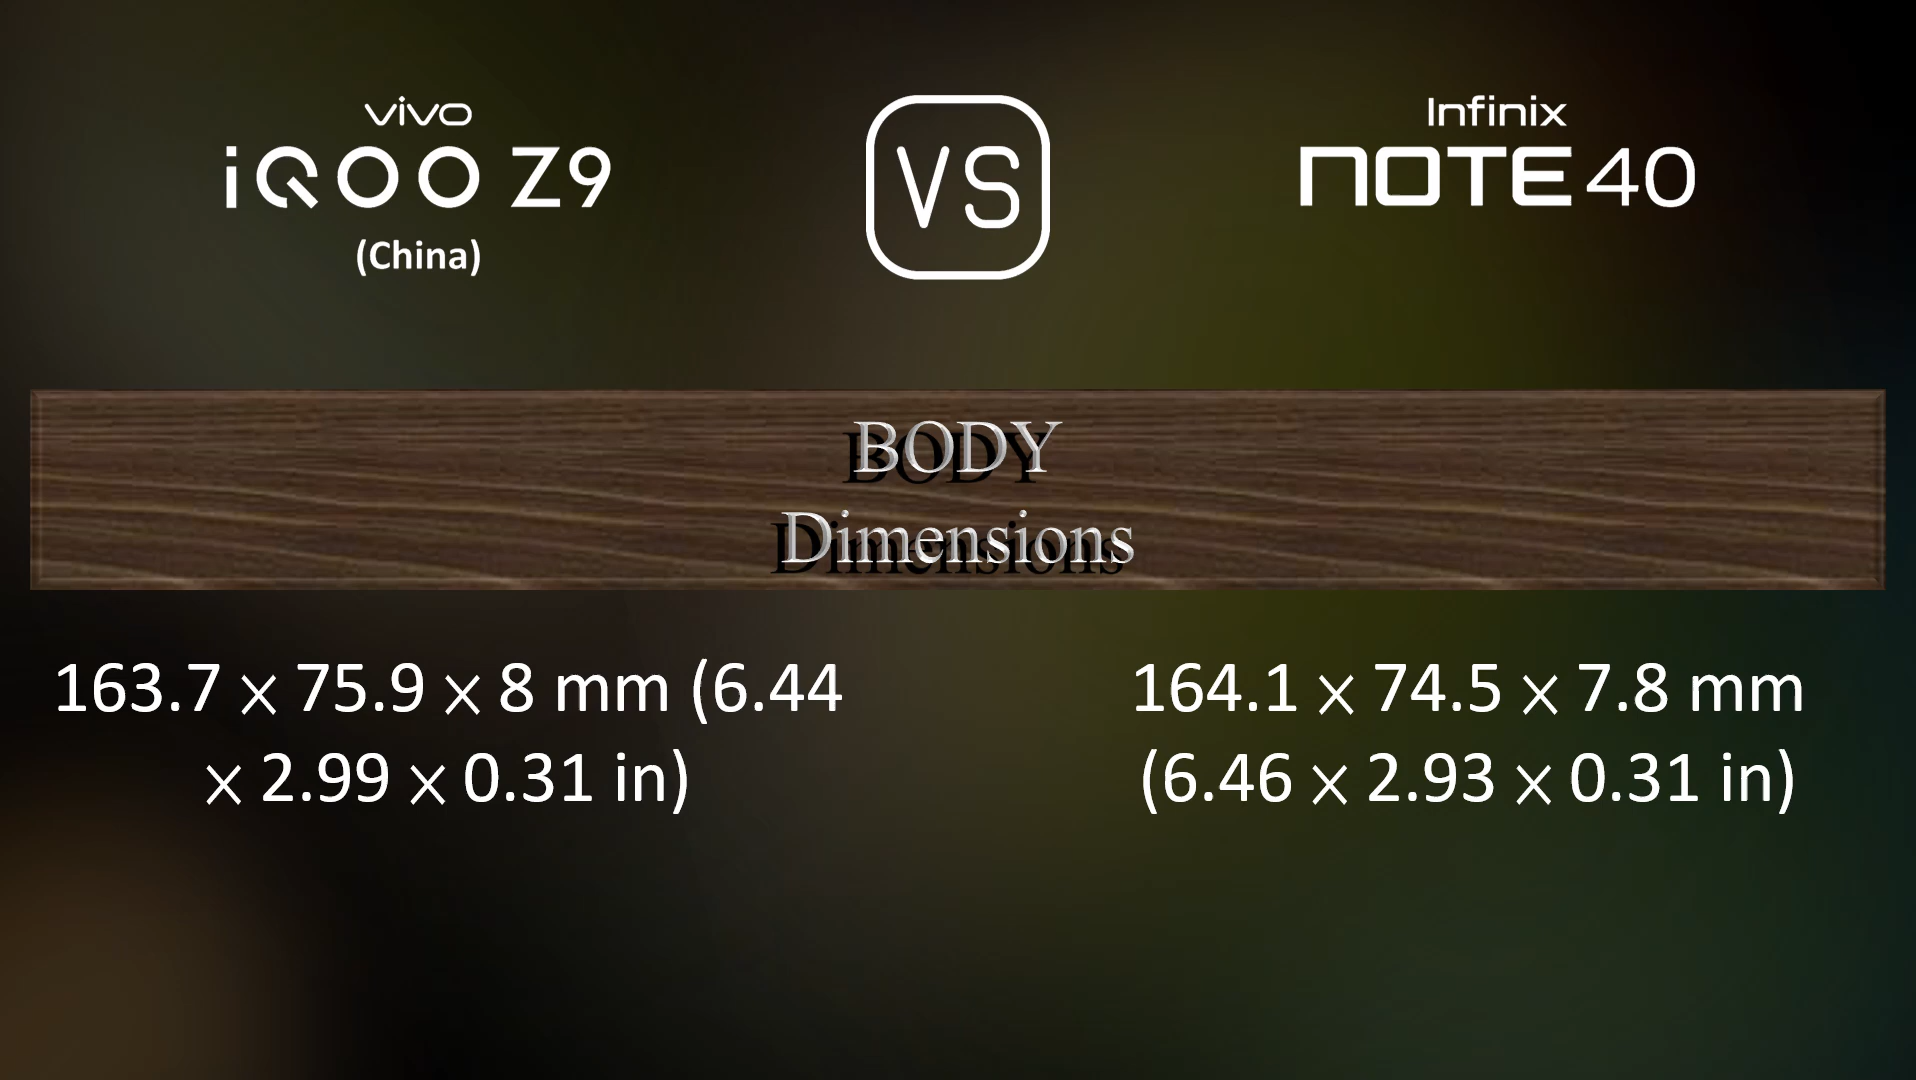 vivo
iQOO Z9
(China)
VS
Infinix
NOTE 40
BODY
Dimensions
163.7 x 75.9 x 8 mm (6.44
x 2.99 x 0.31 in)
164.1 x 74.5 x 7.8 mm
(6.46 x 2.93 x 0.31 in)